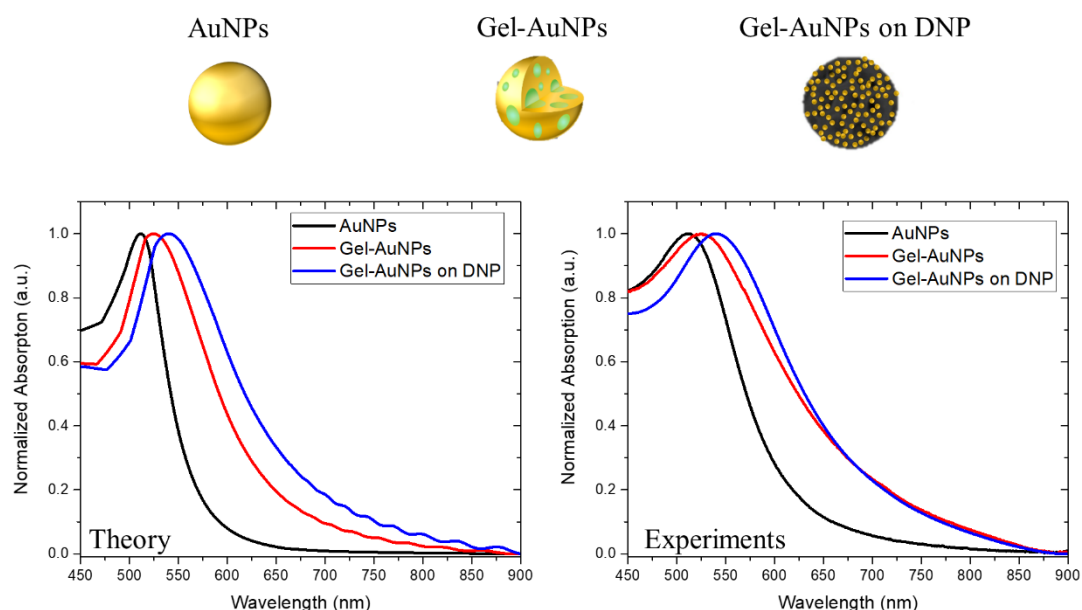 AuNPs
Gel-AuNPs
Gel-AuNPs on DNP
Normalized Absorpton (a.u.)
1.0
0.8
0.6
0.4
0.2
0.0
AuNPs
Gel-AuNPs
Gel-AuNPs on DNP
Theory
450 500 550 600 650 700 750 800 850 900
Wavelength (nm)
Normalized Absorption (a.u.)
1.0
0.8
0.6
0.4
0.2
0.0
AuNPs
Gel-AuNPs
Gel-AuNPs on DNP
Experiments
450 500 550 600 650 700 750 800 850 900
Wavelength (nm)